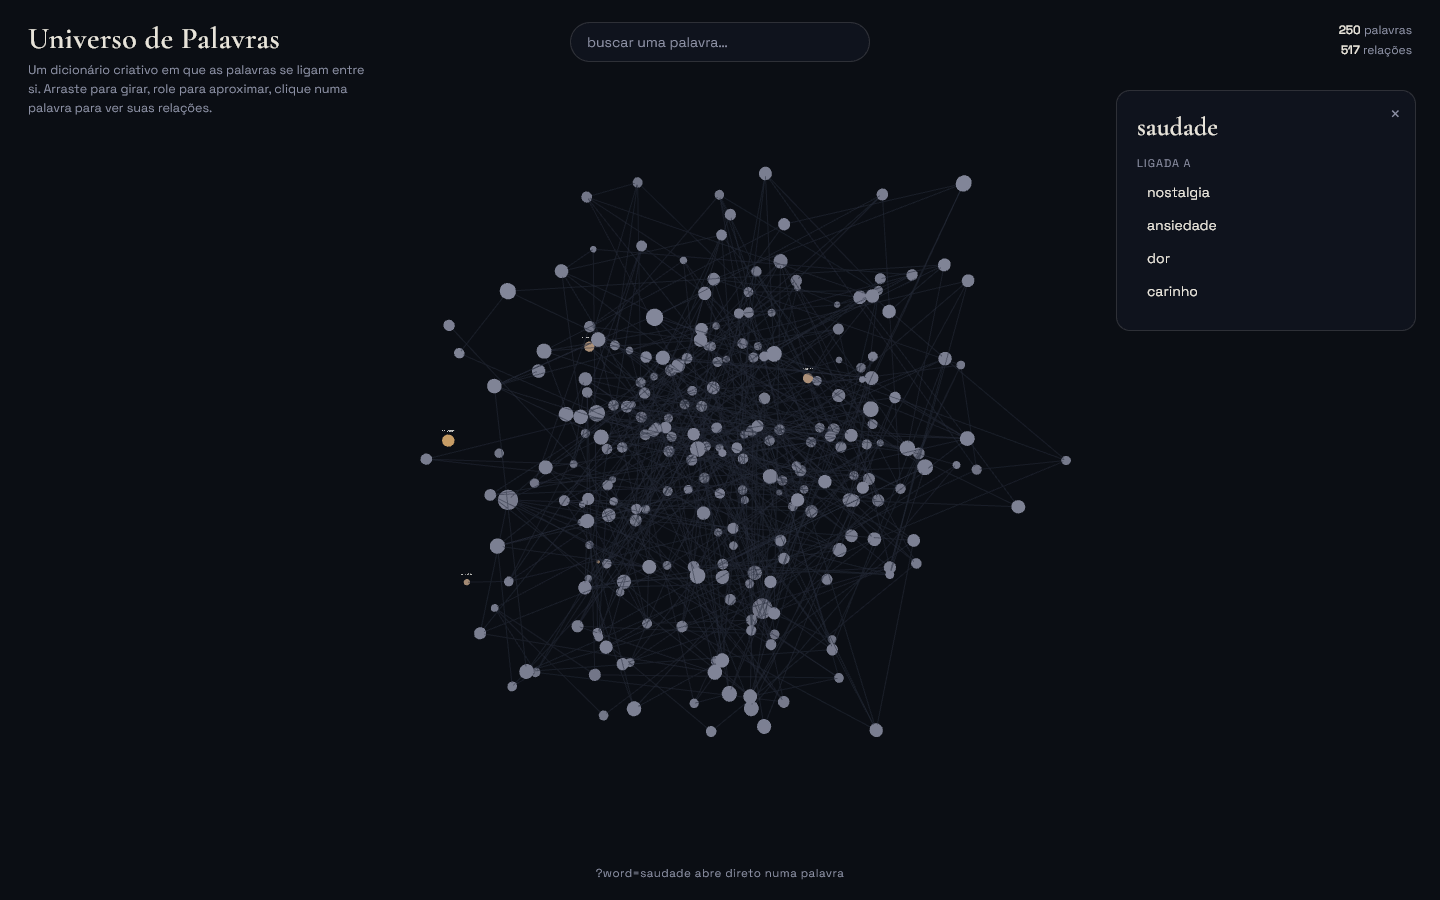 Universo de Palavras
Um dicionário criativo em que as palavras se ligam entre
si. Arraste para girar, role para aproximar, clique numa
palavra para ver suas relações.
buscar uma palavra...
250 palavras
517 relações
saudade
×
LIGADA A
nostalgia
ansiedade
dor
carinho
?word=saudade abre direto numa palavra